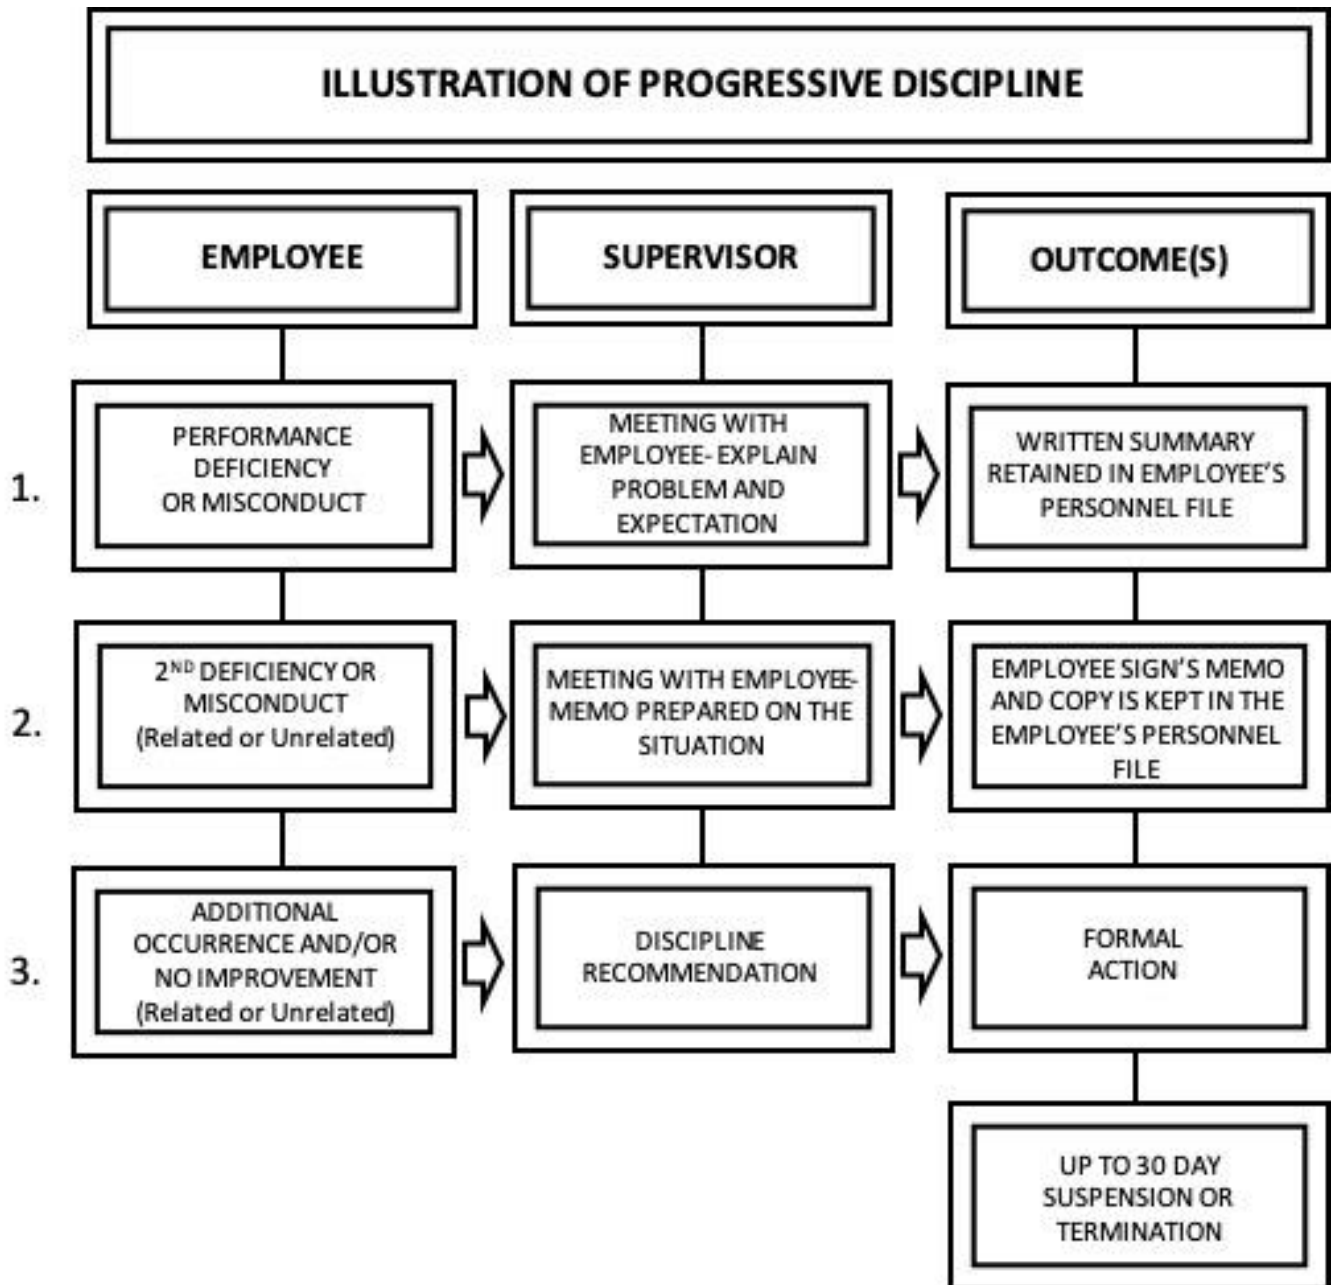 ILLUSTRATION OF PROGRESSIVE DISCIPLINE
EMPLOYEE
SUPERVISOR
OUTCOME(S)
1.
PERFORMANCE
DEFICIENCY
OR MISCONDUCT
MEETING WITH
EMPLOYEE- EXPLAIN
PROBLEM AND
EXPECTATION
WRITTEN SUMMARY
RETAINED IN EMPLOYEE'S
PERSONNEL FILE
2.
2ND DEFICIENCY OR
MISCONDUCT
(Related or Unrelated)
MEETING WITH EMPLOYEE-
MEMO PREPARED ON THE
SITUATION
EMPLOYEE SIGN'S MEMO
AND COPY IS KEPT IN THE
EMPLOYEE'S PERSONNEL
FILE
3.
ADDITIONAL
OCCURRENCE AND/OR
NO IMPROVEMENT
(Related or Unrelated)
DISCIPLINE
RECOMMENDATION
FORMAL
ACTION
UP TO 30 DAY
SUSPENSION OR
TERMINATION